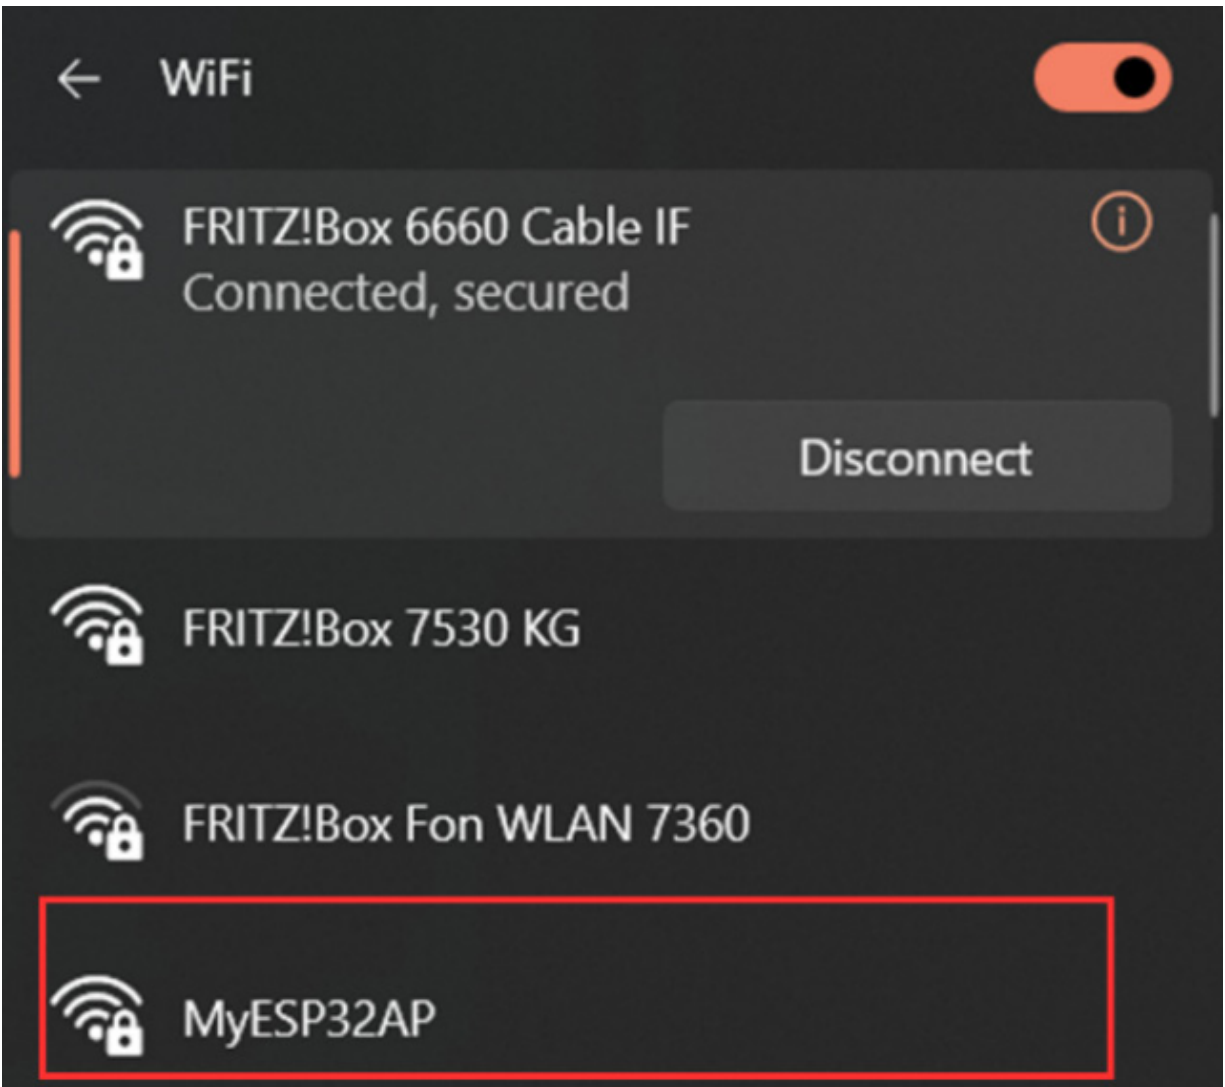 WiFi
FRITZ!Box 6660 Cable IF
Connected, secured
Disconnect
FRITZ!Box 7530 KG
FRITZ!Box Fon WLAN 7360
MyESP32AP